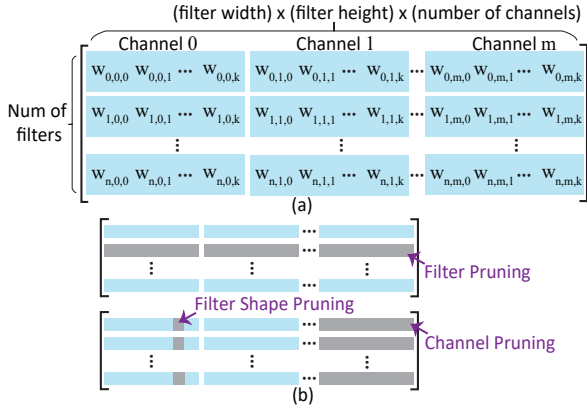 (filter width) x (filter height) x (number of channels)
Channel 0 Channel 1 Channel m
Num of filters
W0,0,0 W0,0,1 ••• W0,0,k W0,1,0 W0,1,1 ••• W0,1,k ••• W0,m,0 W0,m,1 ••• W0,m,k
W1,0,0 W1,0,1 ••• W1,0,k W1,1,0 W1,1,1 ••• W1,1,k ••• W1,m,0 W1,m,1 ••• W1,m,k
Wn,0,0 Wn,0,1 ••• Wn,0,k Wn,1,0 Wn,1,1 ••• Wn,1,k ••• Wn,m,0 Wn,m,1 ••• Wn,m,k
(a)
Filter Pruning
Filter Shape Pruning
Channel Pruning
(b)